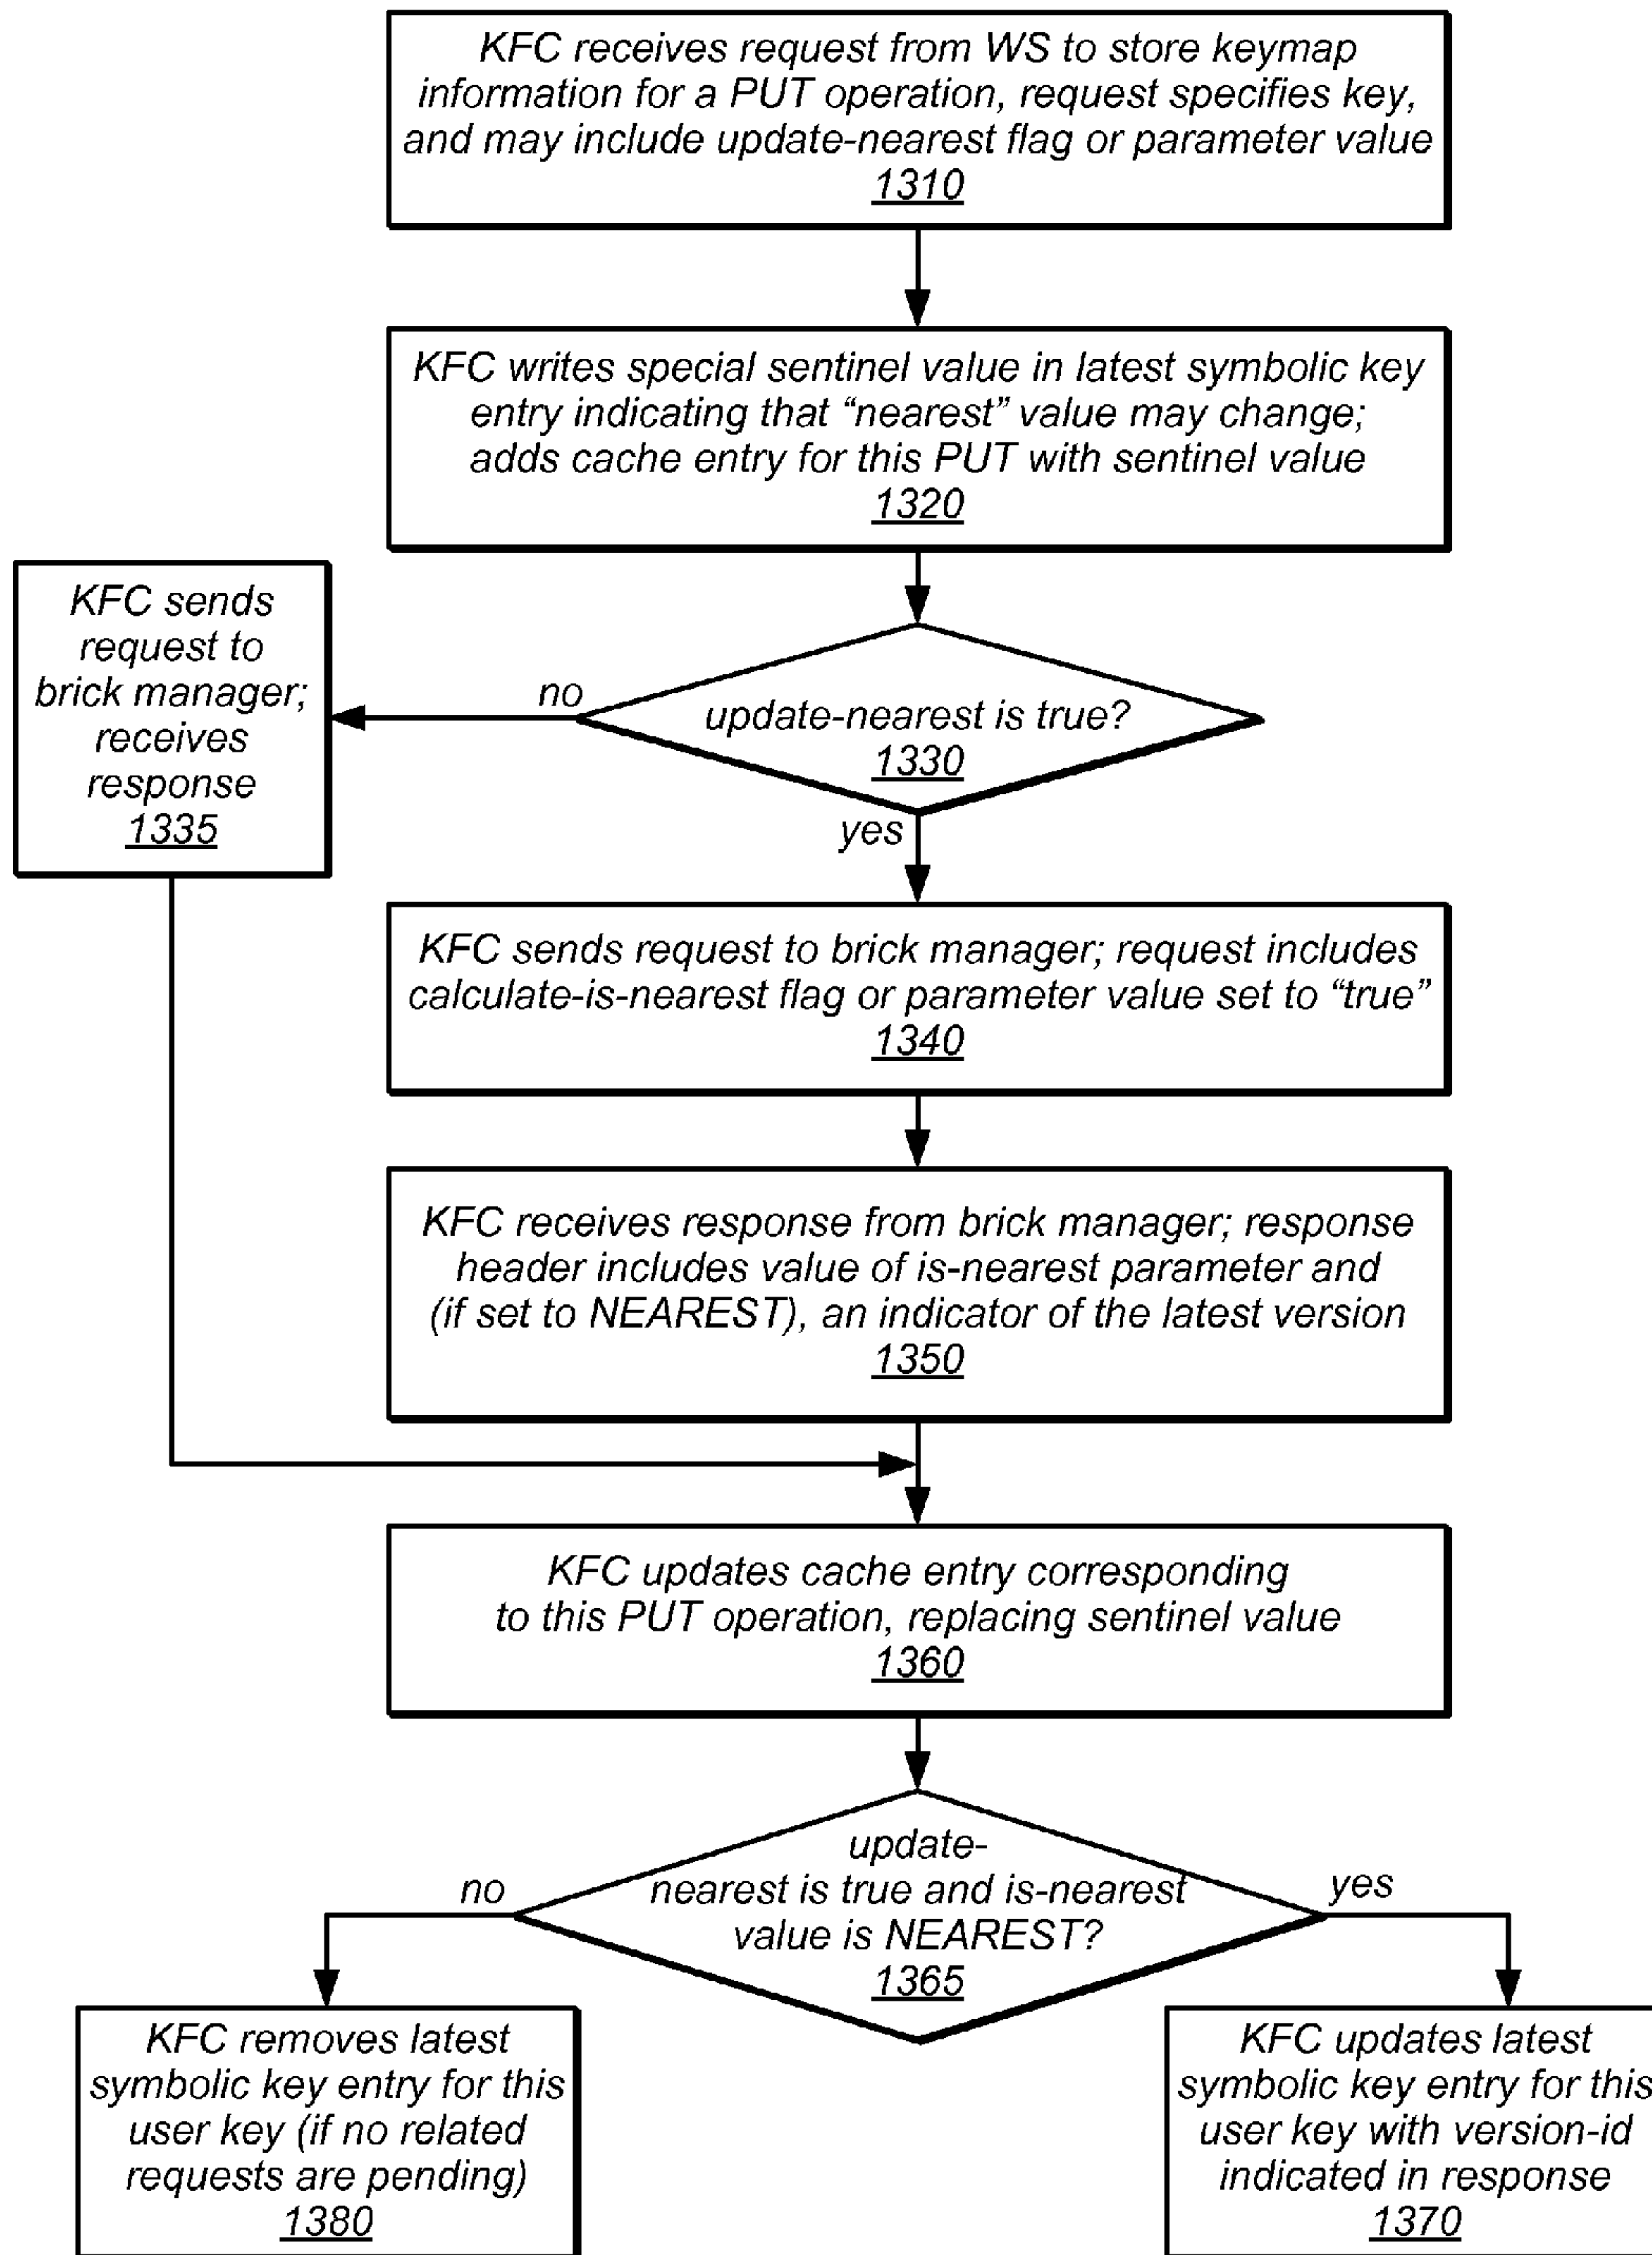 KFC receives request from WS to store keymap
information for a PUT operation, request specifies key,
and may include update-nearest flag or parameter value
1310
KFC writes special sentinel value in latest symbolic key
entry indicating that “nearest” value may change;
adds cache entry for this PUT with sentinel value
1320
KFC sends
request to
brick manager;
receives
response
1335
no
update-nearest is true?
1330
yes
KFC sends request to brick manager; request includes
calculate-is-nearest flag or parameter value set to “true”
1340
KFC receives response from brick manager; response
header includes value of is-nearest parameter and
(if set to NEAREST), an indicator of the latest version
1350
KFC updates cache entry corresponding
to this PUT operation, replacing sentinel value
1360
update-
nearest is true and is-nearest
value is NEAREST?
1365
no
yes
KFC removes latest
symbolic key entry for this
user key (if no related
requests are pending)
1380
KFC updates latest
symbolic key entry for this
user key with version-id
indicated in response
1370